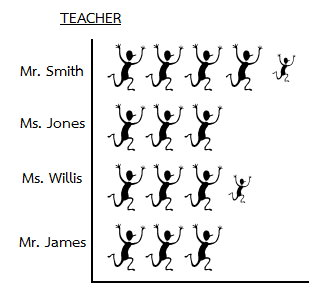 TEACHER
Mr. Smith
Ms. Jones
Ms. Willis
Mr. James